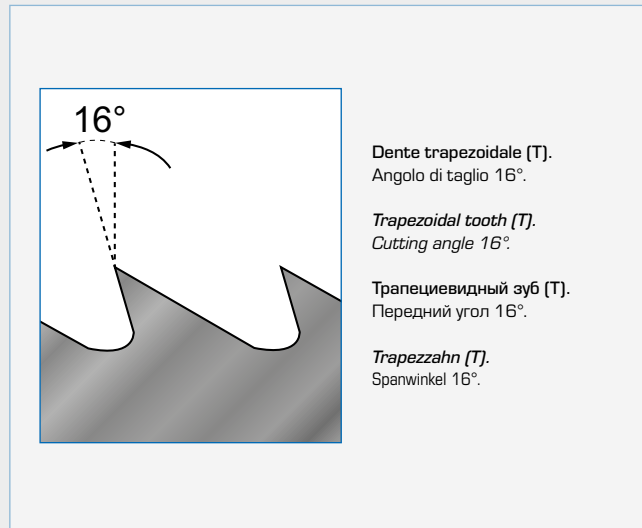 16°
Dente trapezoidale (T).
Angolo di taglio 16°.
Trapezoidal tooth (T).
Cutting angle 16°.
Трапециевидный зуб (T).
Передний угол 16°.
Trapezzahn (T).
Spanwinkel 16°.